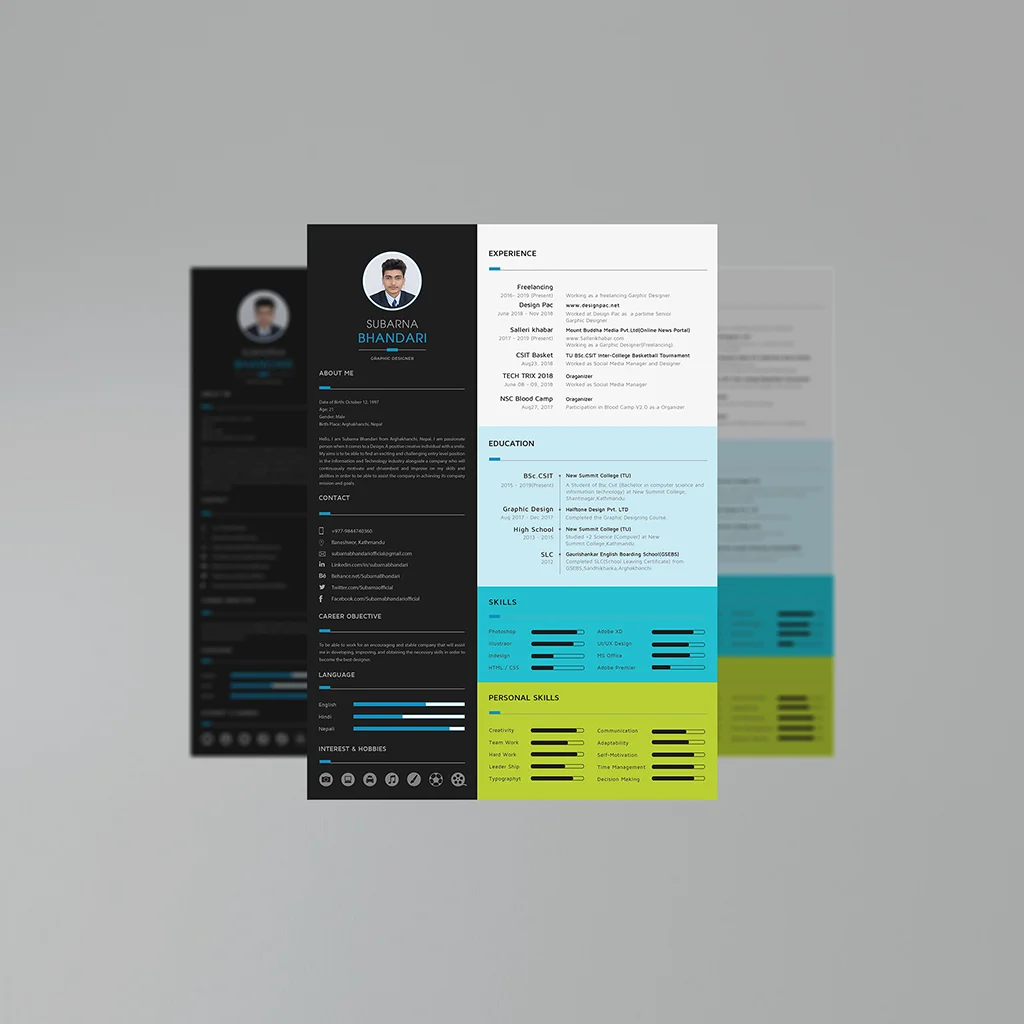 SUBARNA
BHANDARI
GRAPHIC DESIGNER
ABOUT ME
Date of Birth: October 12, 1997
Age: 21
Gender: Male
Birth Place: Arghakhanchi, Nepal
Hello, I am Subarna Bhandari from Arghakhanchi, Nepal. I am passionate
person when it comes to a Design. A positive creative individual with a smile.
My aims is to be able to find an exciting and challenging entry level position
in the Information and Technology industry alongside a company who will
continously motivate and drivenbest and improve on my skills and
abilities in order to be able to assist the company in achieving its company
mission and goals.
CONTACT
+977-9844740360
Baneshwor, Kathmandu
subarnabhandariofficial@gmail.com
Linkedin.com/in/subarnabhandari
Behance.net/SubarnaBhandari
Twitter.com/Subarnaofficial
Facebook.com/Subarnabhandariofficial
CAREER OBJECTIVE
To be able to work for an encouraging and stable company that will assist
me in developing, improving, and obtaining the necessary skills in order to
become the best designer.
LANGUAGE
English
Hindi
Nepali
INTEREST & HOBBIES
EXPERIENCE
Freelancing
2016- 2019 (Present) Working as a freelancing Garphic Designer.
Design Pac www.designpac.net
June 2018 - Nov 2018 Worked at Design Pac as a partime Senior
Garphic Designer
Salleri khabar Mount Buddha Media Pvt.Ltd(Online News Portal)
2017 - 2019 (Present) www.Sallerikhabar.com
Working as a Garphic Designer(Freelancing).
CSIT Basket TU BSc.CSIT Inter-College Basketball Tournament
Aug23, 2018 Worked as Social Media Manager and Designer.
TECH TRIX 2018 Oraganizer
June 08 - 09, 2018 Worked as Social Media Manager
NSC Blood Camp Oraganizer
Aug27, 2017 Participation in Blood Camp V2.0 as a Organizer
EDUCATION
BSc.CSIT New Summit College (TU)
2015 - 2019(Present) A Student of BSc.Csit (Bachelor in computer science and
information technology) at New Summit College,
Shantinagar,Kathmandu.
Graphic Design Halftone Design Pvt. LTD
Aug 2017 - Dec 2017 Completed the Graphic Designing Course.
High School New Summit College (TU)
2013 - 2015 Studied +2 Science (Computer) at New
Summit College,Kathmandu.
SLC Gaurishankar English Boarding School(GSEBS)
2012 Completed SLC(School Leaving Certificate) from
GSEBS,Sandhikharka,Arghakhanchi
SKILLS
Photoshop Adobe XD
Illustraor UI/UX Design
Indesign MS Office
HTML / CSS Adobe Premier
PERSONAL SKILLS
Creativity Communication
Team Work Adaptability
Hard Work Self-Motivation
Leader Ship Time Management
Typographyt Decision Making